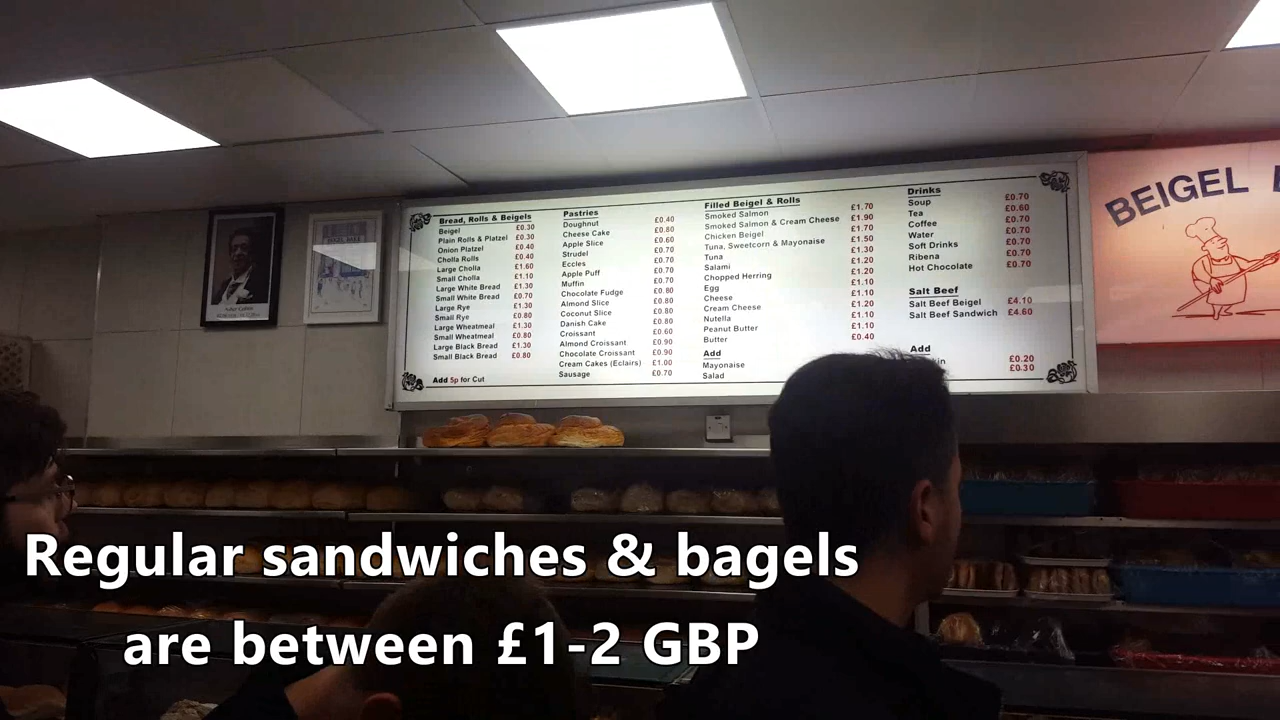 Bread, Rolls & Beigels
Beigel £0.30
Plain Rolls & Platzel £0.30
Onion Platzel £0.40
Cholla Rolls £0.40
Large Cholla £1.60
Small Cholla £1.10
Large White Bread £1.30
Small White Bread £0.70
Large Rye £1.30
Small Rye £0.80
Large Wheatmeal £1.30
Small Wheatmeal £0.80
Large Black Bread £1.30
Small Black Bread £0.80
Add 5p for Cut
Pastries
Doughnut £0.40
Cheese Cake £0.80
Apple Slice £0.60
Strudel £0.70
Eccles £0.70
Apple Puff £0.70
Muffin £0.70
Chocolate Fudge £0.80
Almond Slice £0.80
Coconut Slice £0.80
Danish Cake £0.80
Croissant £0.60
Almond Croissant £0.90
Chocolate Croissant £0.90
Cream Cakes (Eclairs) £1.00
Sausage £0.70
Filled Beigel & Rolls
Smoked Salmon £1.70
Smoked Salmon & Cream Cheese £1.90
Chicken Beigel £1.70
Tuna, Sweetcorn & Mayonaise £1.50
Tuna £1.30
Salami £1.20
Chopped Herring £1.20
Egg £1.10
Cheese £1.10
Cream Cheese £1.20
Nutella £1.10
Peanut Butter £1.10
Butter £0.40
Add
Mayonaise
Salad
Drinks
Soup £0.70
Tea £0.60
Coffee £0.70
Water £0.70
Soft Drinks £0.70
Ribena £0.70
Hot Chocolate £0.70
Salt Beef
Salt Beef Beigel £4.10
Salt Beef Sandwich £4.60
Add
£0.20
£0.30
BEIGEL
Regular sandwiches & bagels
are between £1-2 GBP